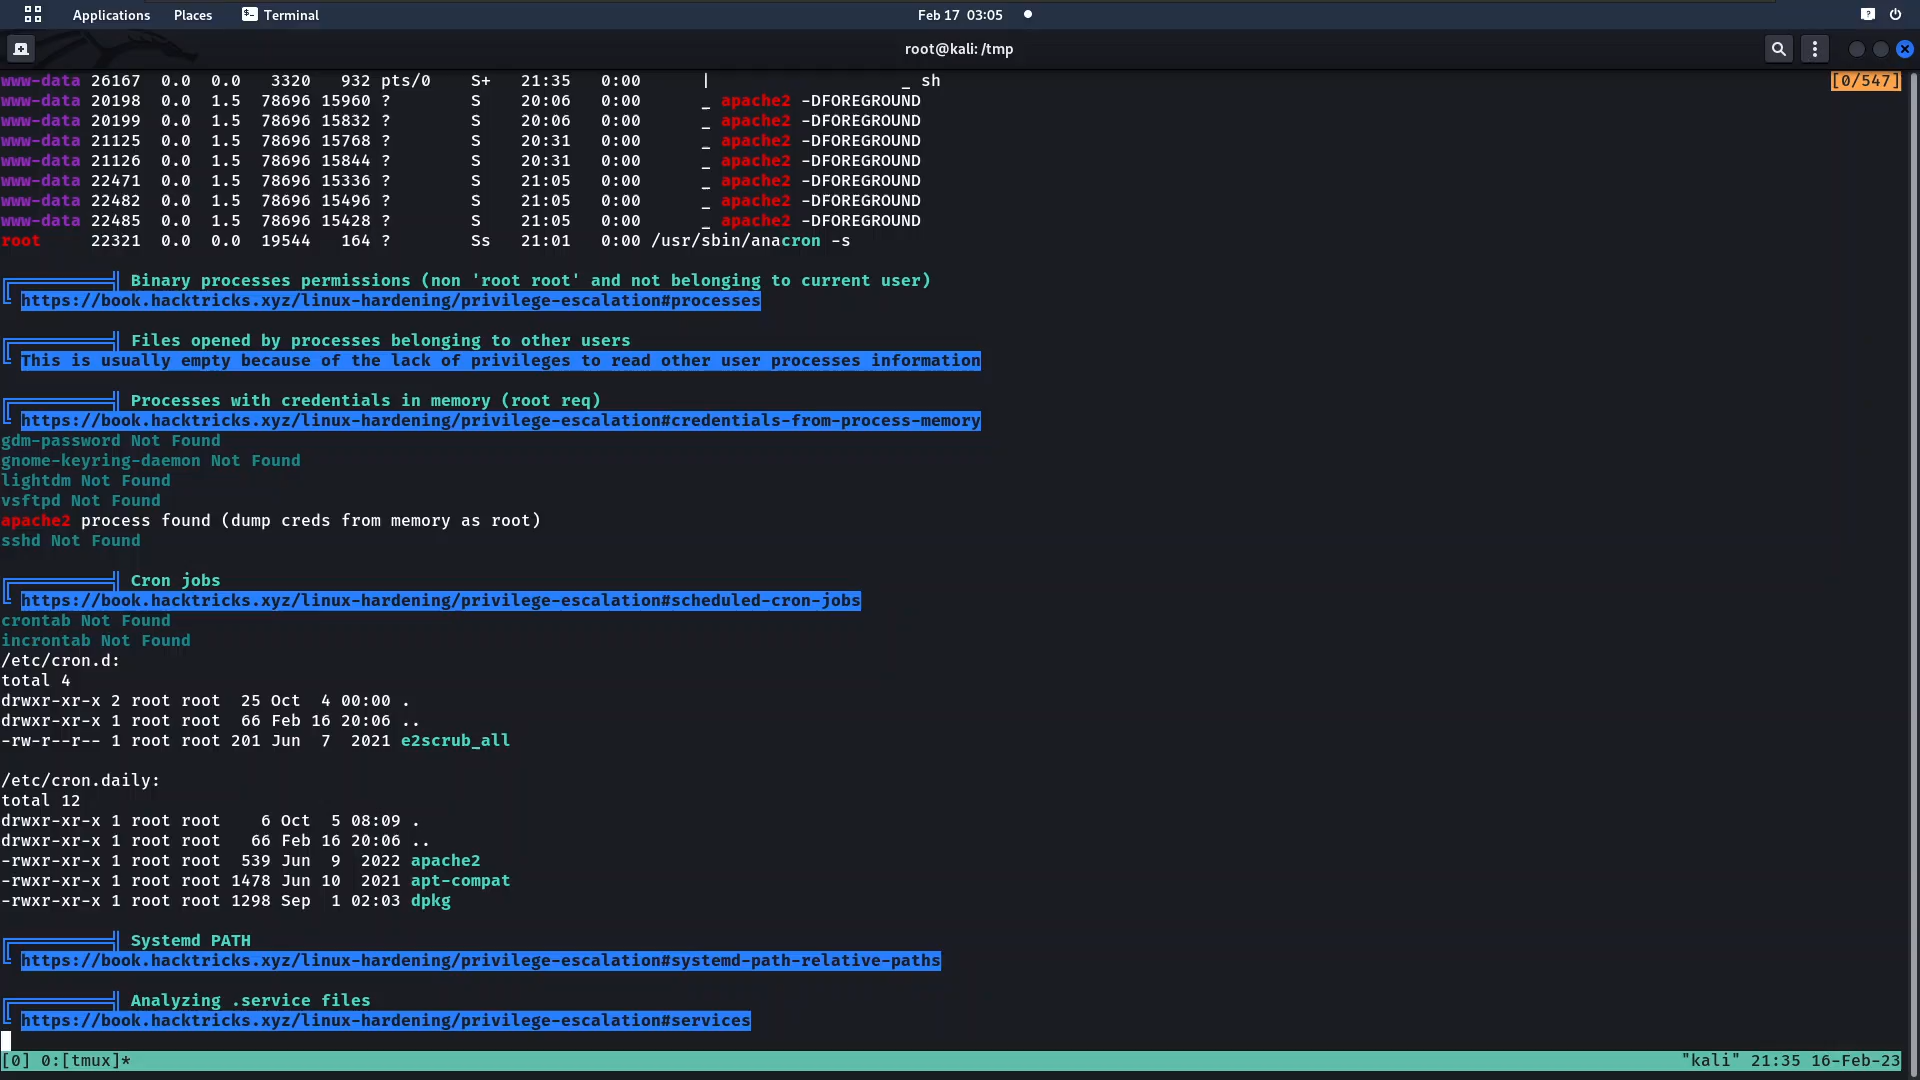 Applications Places Terminal Feb 17 03:05
root@kali: /tmp
www-data 26167 0.0 0.0 3320 932 pts/0 S+ 21:35 0:00 | _ sh [0/547]
www-data 20198 0.0 1.5 78696 15960 ? S 20:06 0:00 _ apache2 -DFOREGROUND
www-data 20199 0.0 1.5 78696 15832 ? S 20:06 0:00 _ apache2 -DFOREGROUND
www-data 21125 0.0 1.5 78696 15768 ? S 20:31 0:00 _ apache2 -DFOREGROUND
www-data 21126 0.0 1.5 78696 15844 ? S 20:31 0:00 _ apache2 -DFOREGROUND
www-data 22471 0.0 1.5 78696 15336 ? S 21:05 0:00 _ apache2 -DFOREGROUND
www-data 22482 0.0 1.5 78696 15496 ? S 21:05 0:00 _ apache2 -DFOREGROUND
www-data 22485 0.0 1.5 78696 15428 ? S 21:05 0:00 _ apache2 -DFOREGROUND
root 22321 0.0 0.0 19544 164 ? Ss 21:01 0:00 /usr/sbin/anacron -s
Binary processes permissions (non 'root root' and not belonging to current user)
https://book.hacktricks.xyz/linux-hardening/privilege-escalation#processes
Files opened by processes belonging to other users
This is usually empty because of the lack of privileges to read other user processes information
Processes with credentials in memory (root req)
https://book.hacktricks.xyz/linux-hardening/privilege-escalation#credentials-from-process-memory
gdm-password Not Found
gnome-keyring-daemon Not Found
lightdm Not Found
vsftpd Not Found
apache2 process found (dump creds from memory as root)
sshd Not Found
Cron jobs
https://book.hacktricks.xyz/linux-hardening/privilege-escalation#scheduled-cron-jobs
crontab Not Found
incrontab Not Found
/etc/cron.d:
total 4
drwxr-xr-x 2 root root 25 Oct 4 00:00 .
drwxr-xr-x 1 root root 66 Feb 16 20:06 ..
-rw-r--r-- 1 root root 201 Jun 7 2021 e2scrub_all
/etc/cron.daily:
total 12
drwxr-xr-x 1 root root 6 Oct 5 08:09 .
drwxr-xr-x 1 root root 66 Feb 16 20:06 ..
-rwxr-xr-x 1 root root 539 Jun 9 2022 apache2
-rwxr-xr-x 1 root root 1478 Jun 10 2021 apt-compat
-rwxr-xr-x 1 root root 1298 Sep 1 02:03 dpkg
Systemd PATH
https://book.hacktricks.xyz/linux-hardening/privilege-escalation#systemd-path-relative-paths
Analyzing .service files
https://book.hacktricks.xyz/linux-hardening/privilege-escalation#services
[0] 0:[tmux]* "kali" 21:35 16-Feb-23